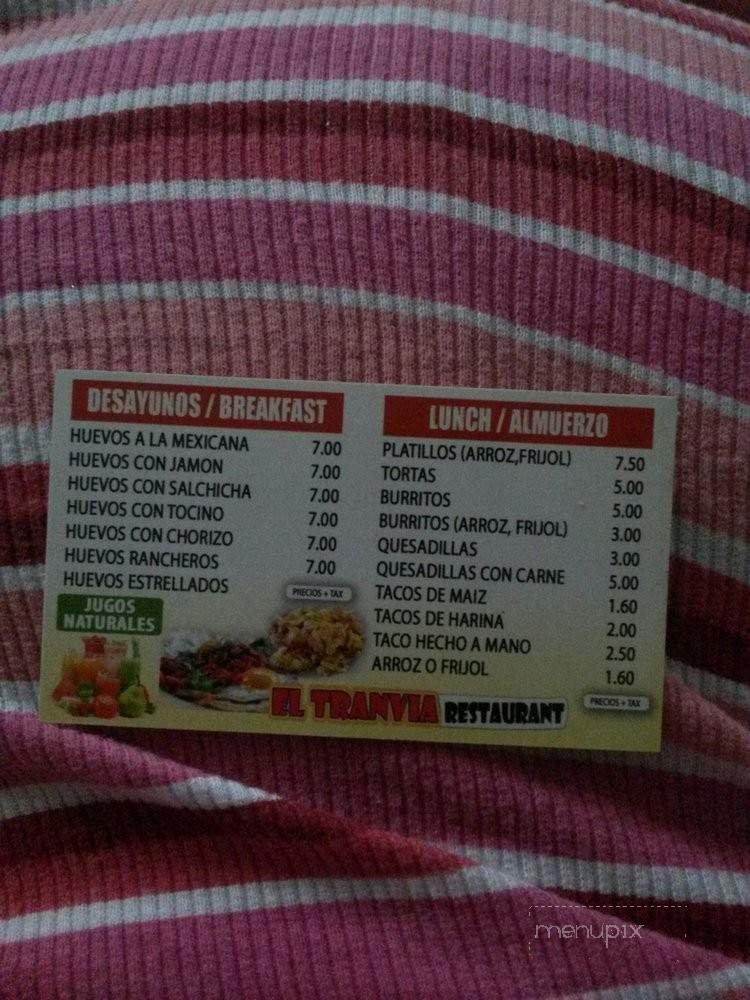 DESAYUNOS / BREAKFAST
HUEVOS A LA MEXICANA 7.00
HUEVOS CON JAMON 7.00
HUEVOS CON SALCHICHA 7.00
HUEVOS CON TOCINO 7.00
HUEVOS CON CHORIZO 7.00
HUEVOS RANCHEROS 7.00
HUEVOS ESTRELLADOS
PRECIOS + TAX
JUGOS
NATURALES
LUNCH / ALMUERZO
PLATILLOS (ARROZ,FRIJOL) 7.50
TORTAS 5.00
BURRITOS 5.00
BURRITOS (ARROZ, FRIJOL) 3.00
QUESADILLAS 3.00
QUESADILLAS CON CARNE 5.00
TACOS DE MAIZ 1.60
TACOS DE HARINA 2.00
TACO HECHO A MANO 2.50
ARROZ O FRIJOL 1.60
PRECIOS + TAX
EL TRANVIA RESTAURANT
menupix